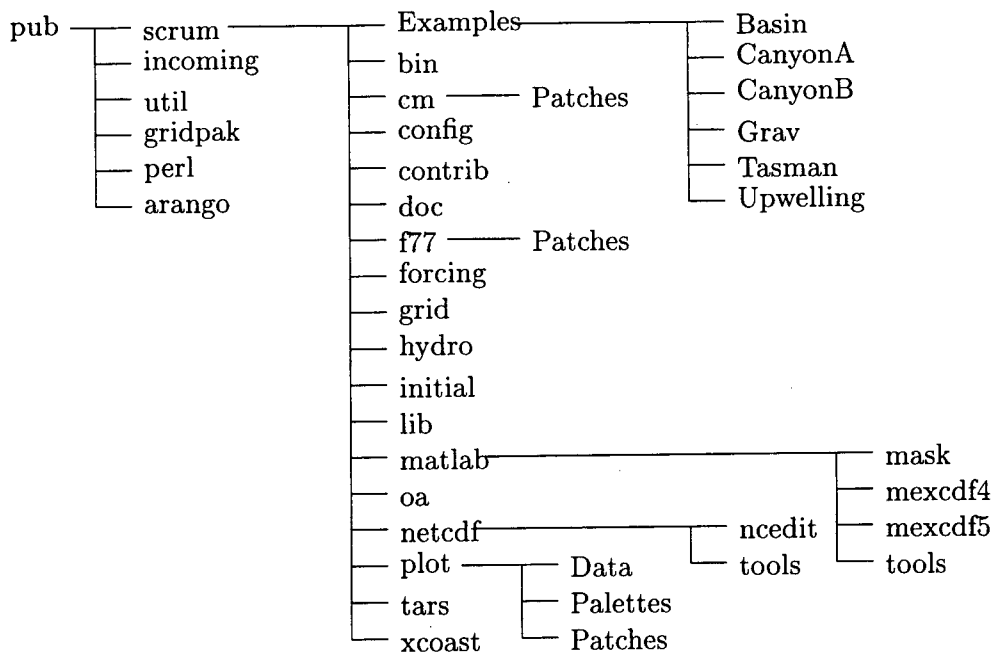 pub
scrum
incoming
util
gridpak
perl
arango
Examples
bin
cm
config
contrib
doc
f77
forcing
grid
hydro
initial
lib
matlab
oa
netcdf
plot
tars
xcoast
Basin
CanyonA
CanyonB
Grav
Tasman
Upwelling
Patches
Patches
mask
mexcdf4
mexcdf5
tools
ncedit
tools
Data
Palettes
Patches